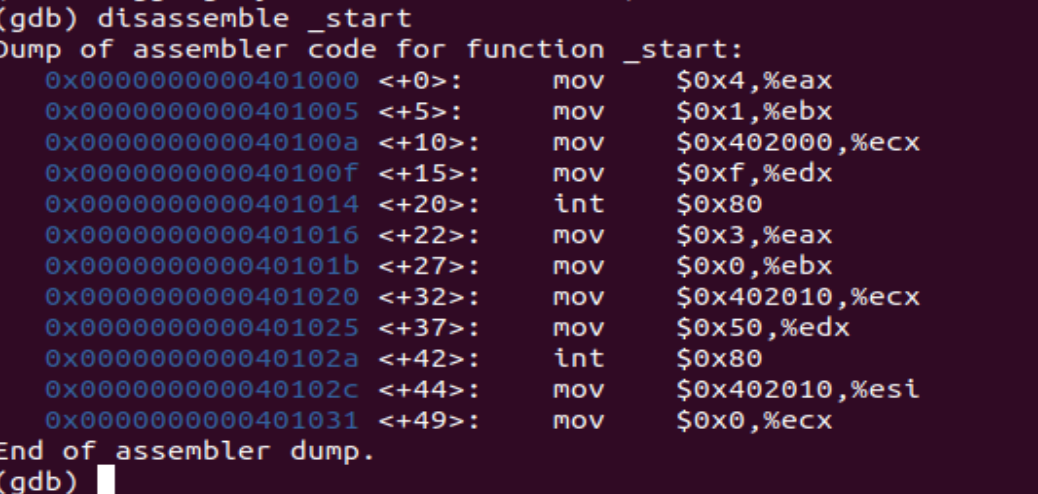 (gdb) disassemble _start
Dump of assembler code for function _start:
0x0000000000401000 <+0>: mov $0x4,%eax
0x0000000000401005 <+5>: mov $0x1,%ebx
0x000000000040100a <+10>: mov $0x402000,%ecx
0x000000000040100f <+15>: mov $0xf,%edx
0x0000000000401014 <+20>: int $0x80
0x0000000000401016 <+22>: mov $0x3,%eax
0x000000000040101b <+27>: mov $0x0,%ebx
0x0000000000401020 <+32>: mov $0x402010,%ecx
0x0000000000401025 <+37>: mov $0x50,%edx
0x000000000040102a <+42>: int $0x80
0x000000000040102c <+44>: mov $0x402010,%esi
0x0000000000401031 <+49>: mov $0x0,%ecx
End of assembler dump.
(gdb)